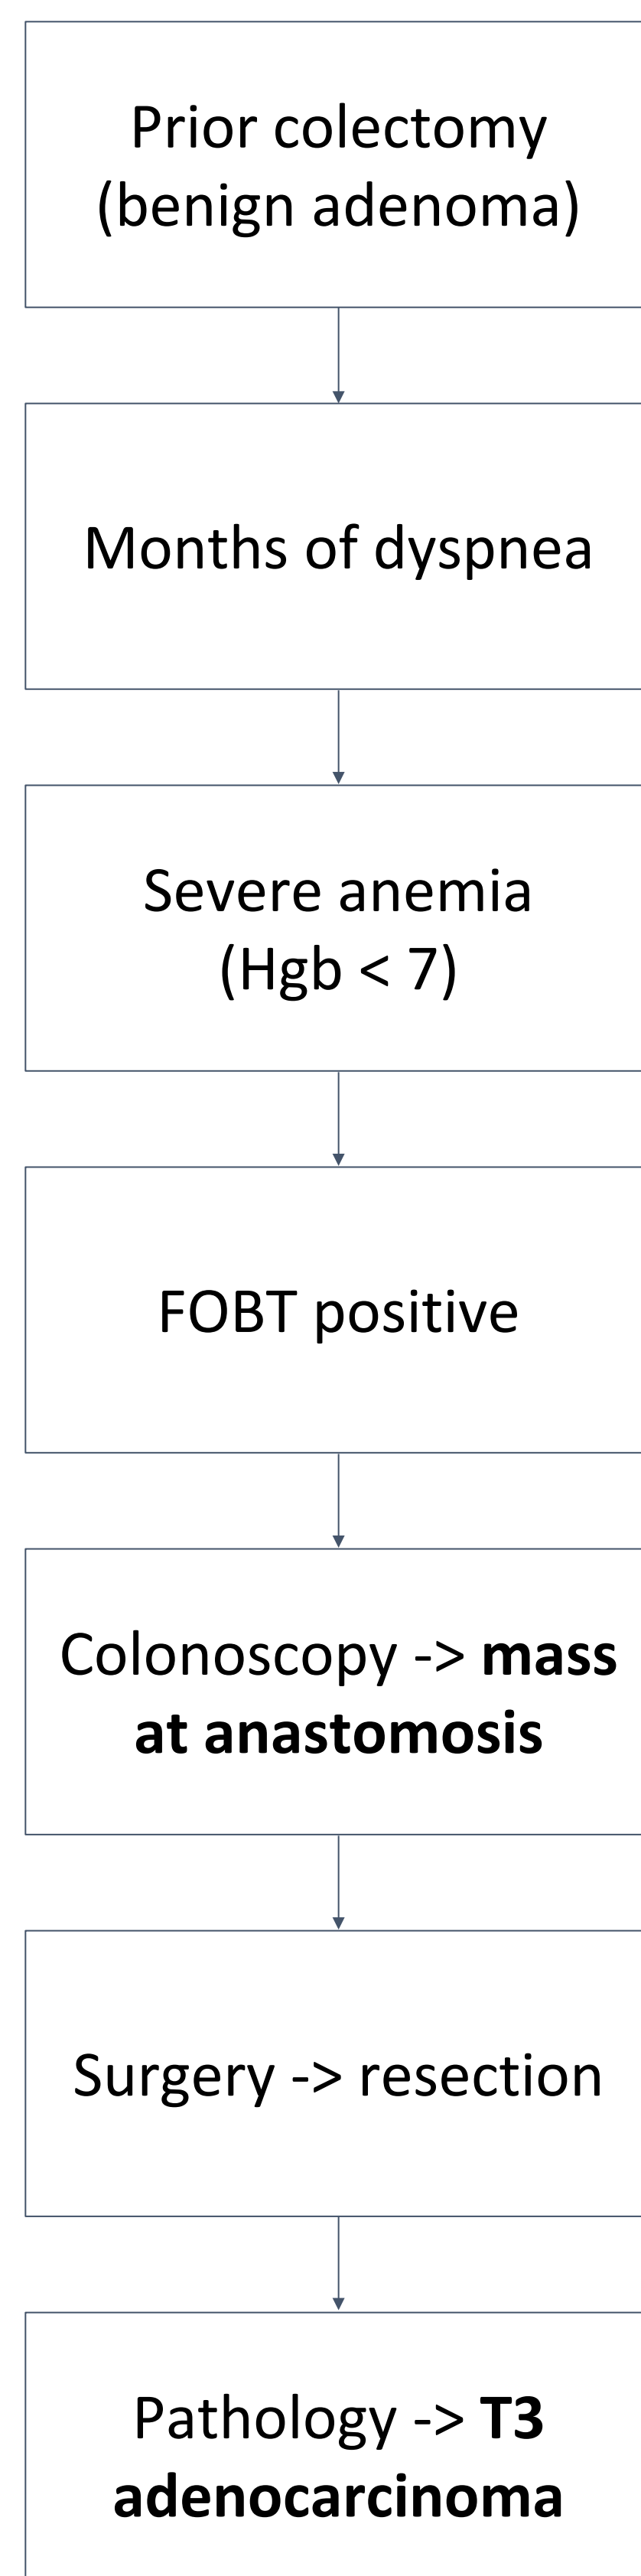 Prior colectomy
(benign adenoma)
Months of dyspnea
Severe anemia
(Hgb < 7)
FOBT positive
Colonoscopy -> mass
at anastomosis
Surgery -> resection
Pathology -> T3
adenocarcinoma